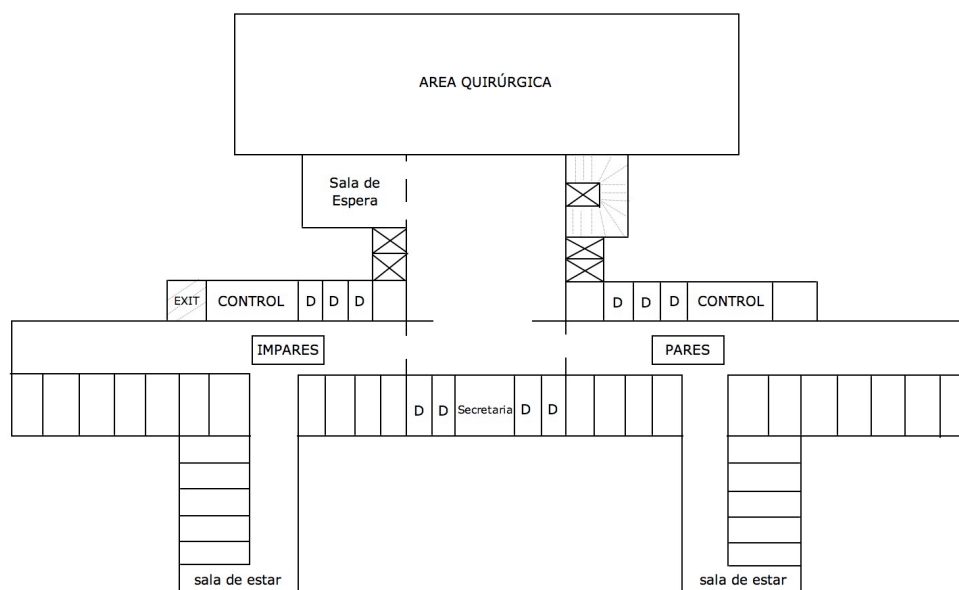 AREA QUIRÚRGICA
Sala de
Espera
EXIT CONTROL D D D
D D D CONTROL
IMPARES
PARES
D D Secretaria D D
sala de estar
sala de estar